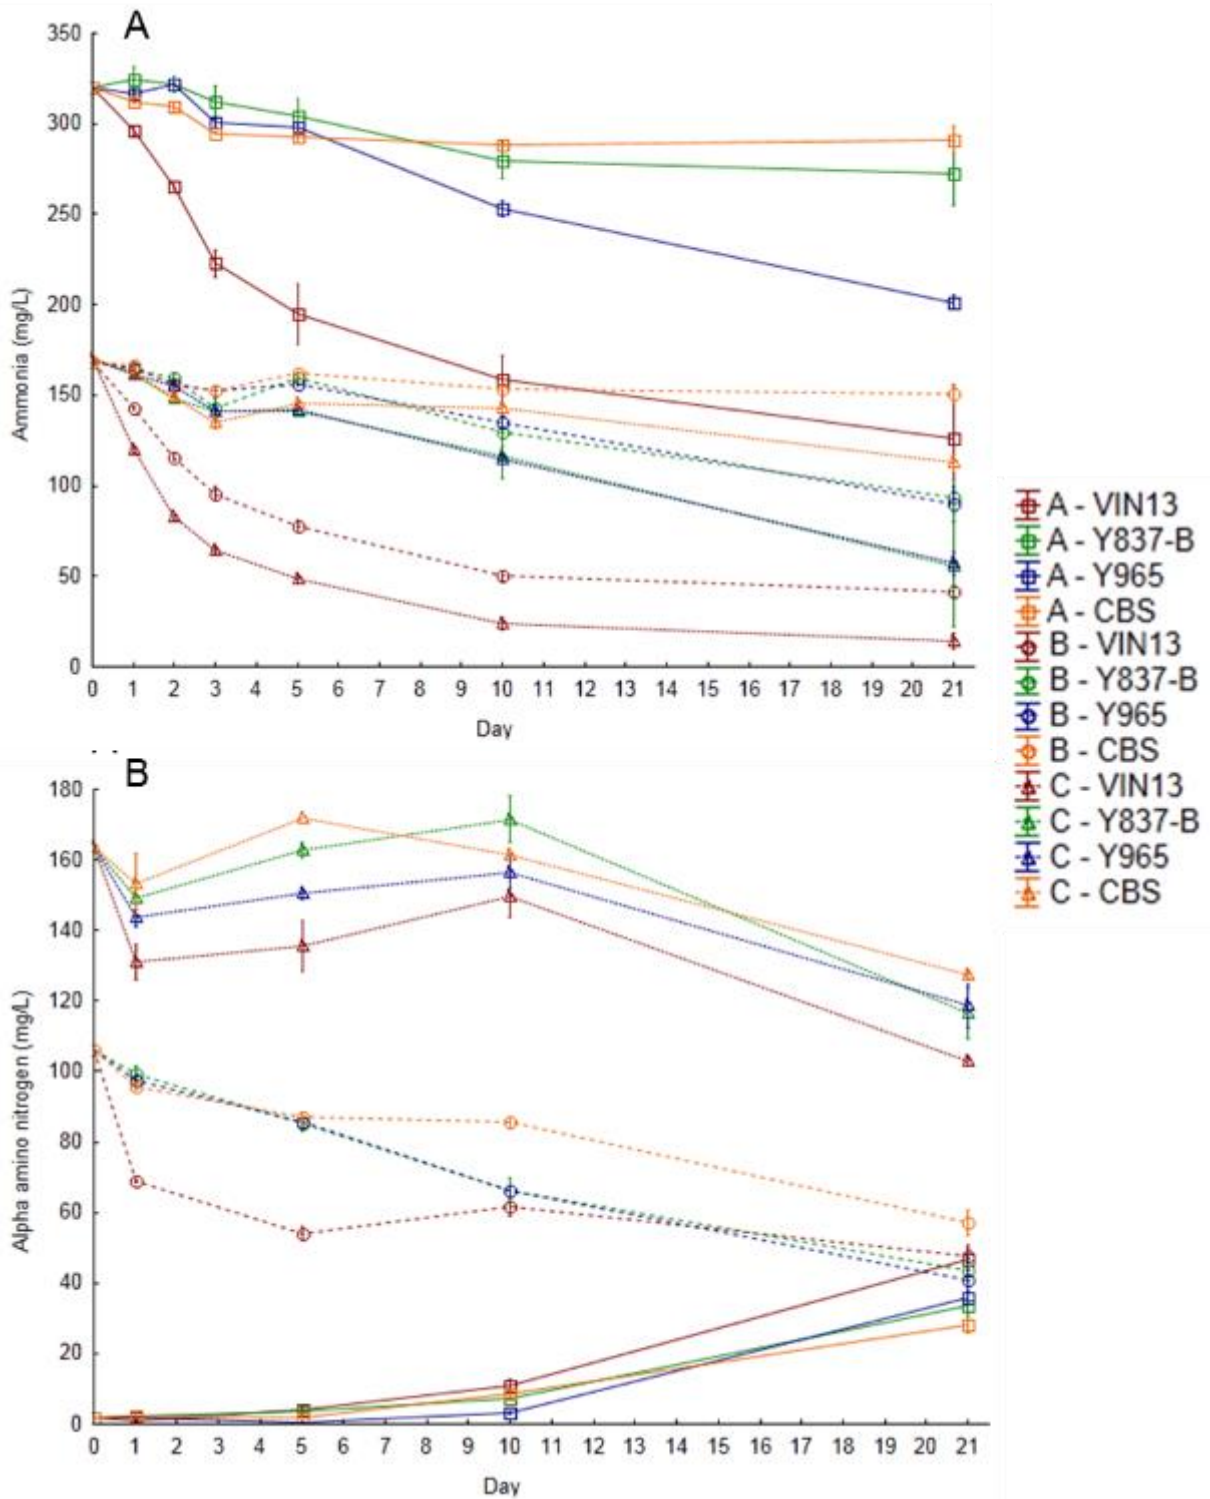 A
350
300
250
200
150
100
50
0
Ammonia (mg/L)
0 1 2 3 4 5 6 7 8 9 10 11 12 13 14 15 16 17 18 19 20 21
Day
A - VIN13
A - Y837-B
A - Y965
A - CBS
B - VIN13
B - Y837-B
B - Y965
B - CBS
C - VIN13
C - Y837-B
C - Y965
C - CBS
B
180
160
140
120
100
80
60
40
20
0
Alpha amino nitrogen (mg/L)
0 1 2 3 4 5 6 7 8 9 10 11 12 13 14 15 16 17 18 19 20 21
Day